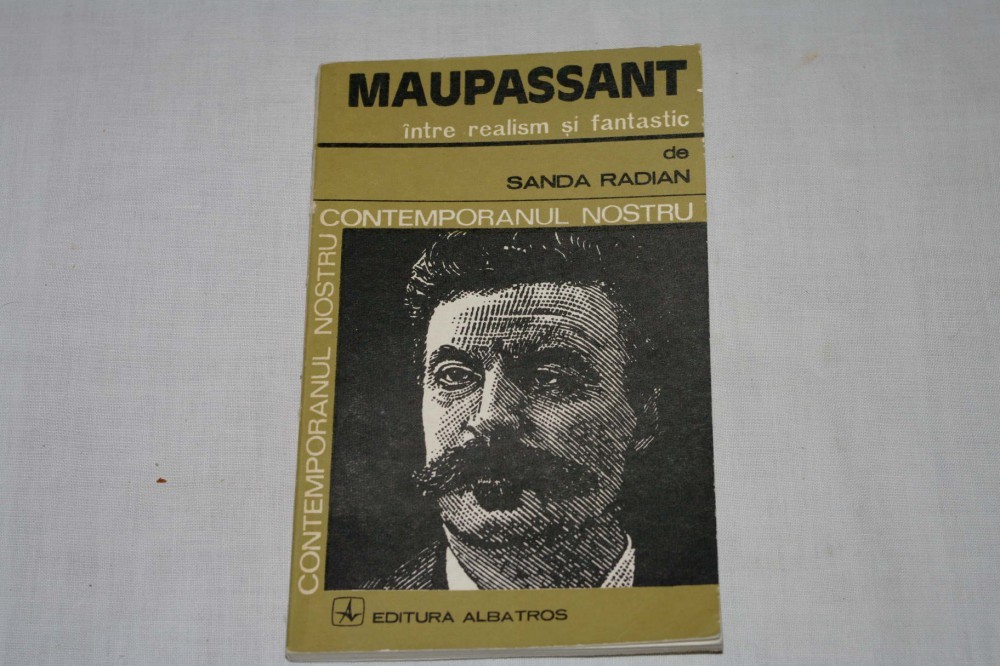 MAUPASSANT
între realism și fantastic
de
SANDA RADIAN
CONTEMPORANUL NOSTRU
CONTEMPORANUL NOSTRU
EDITURA ALBATROS